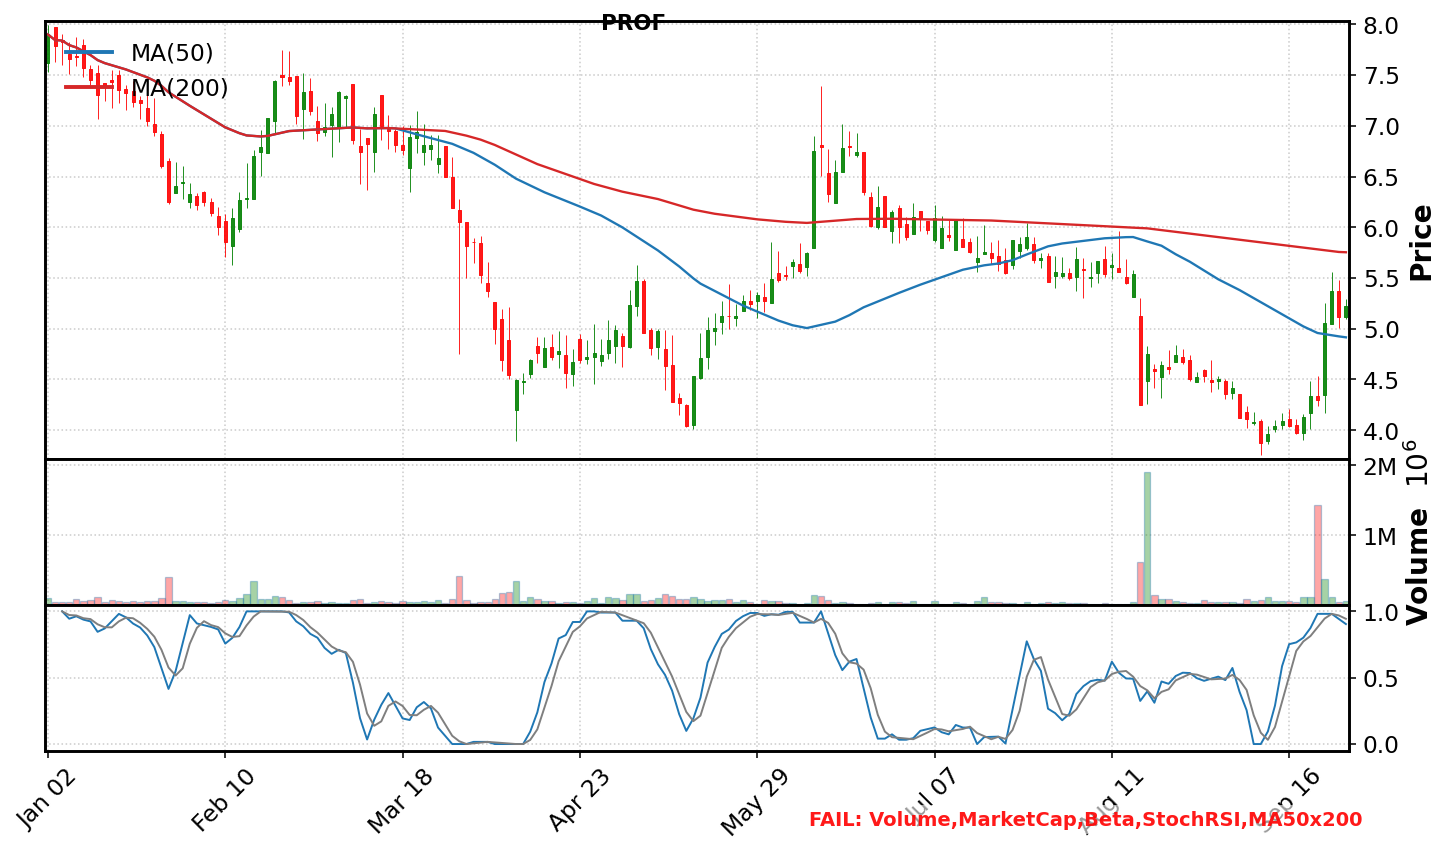 PROF
MA(50)
MA(200)
8.0
7.5
7.0
6.5
6.0
5.5
5.0
4.5
4.0
Price
2M
1M
Volume 10⁶
1.0
0.5
0.0
Jan 02
Feb 10
Mar 18
Apr 23
May 29
Jul 07
Aug 11
Sep 16
FAIL: Volume,MarketCap,Beta,StochRSI,MA50x200